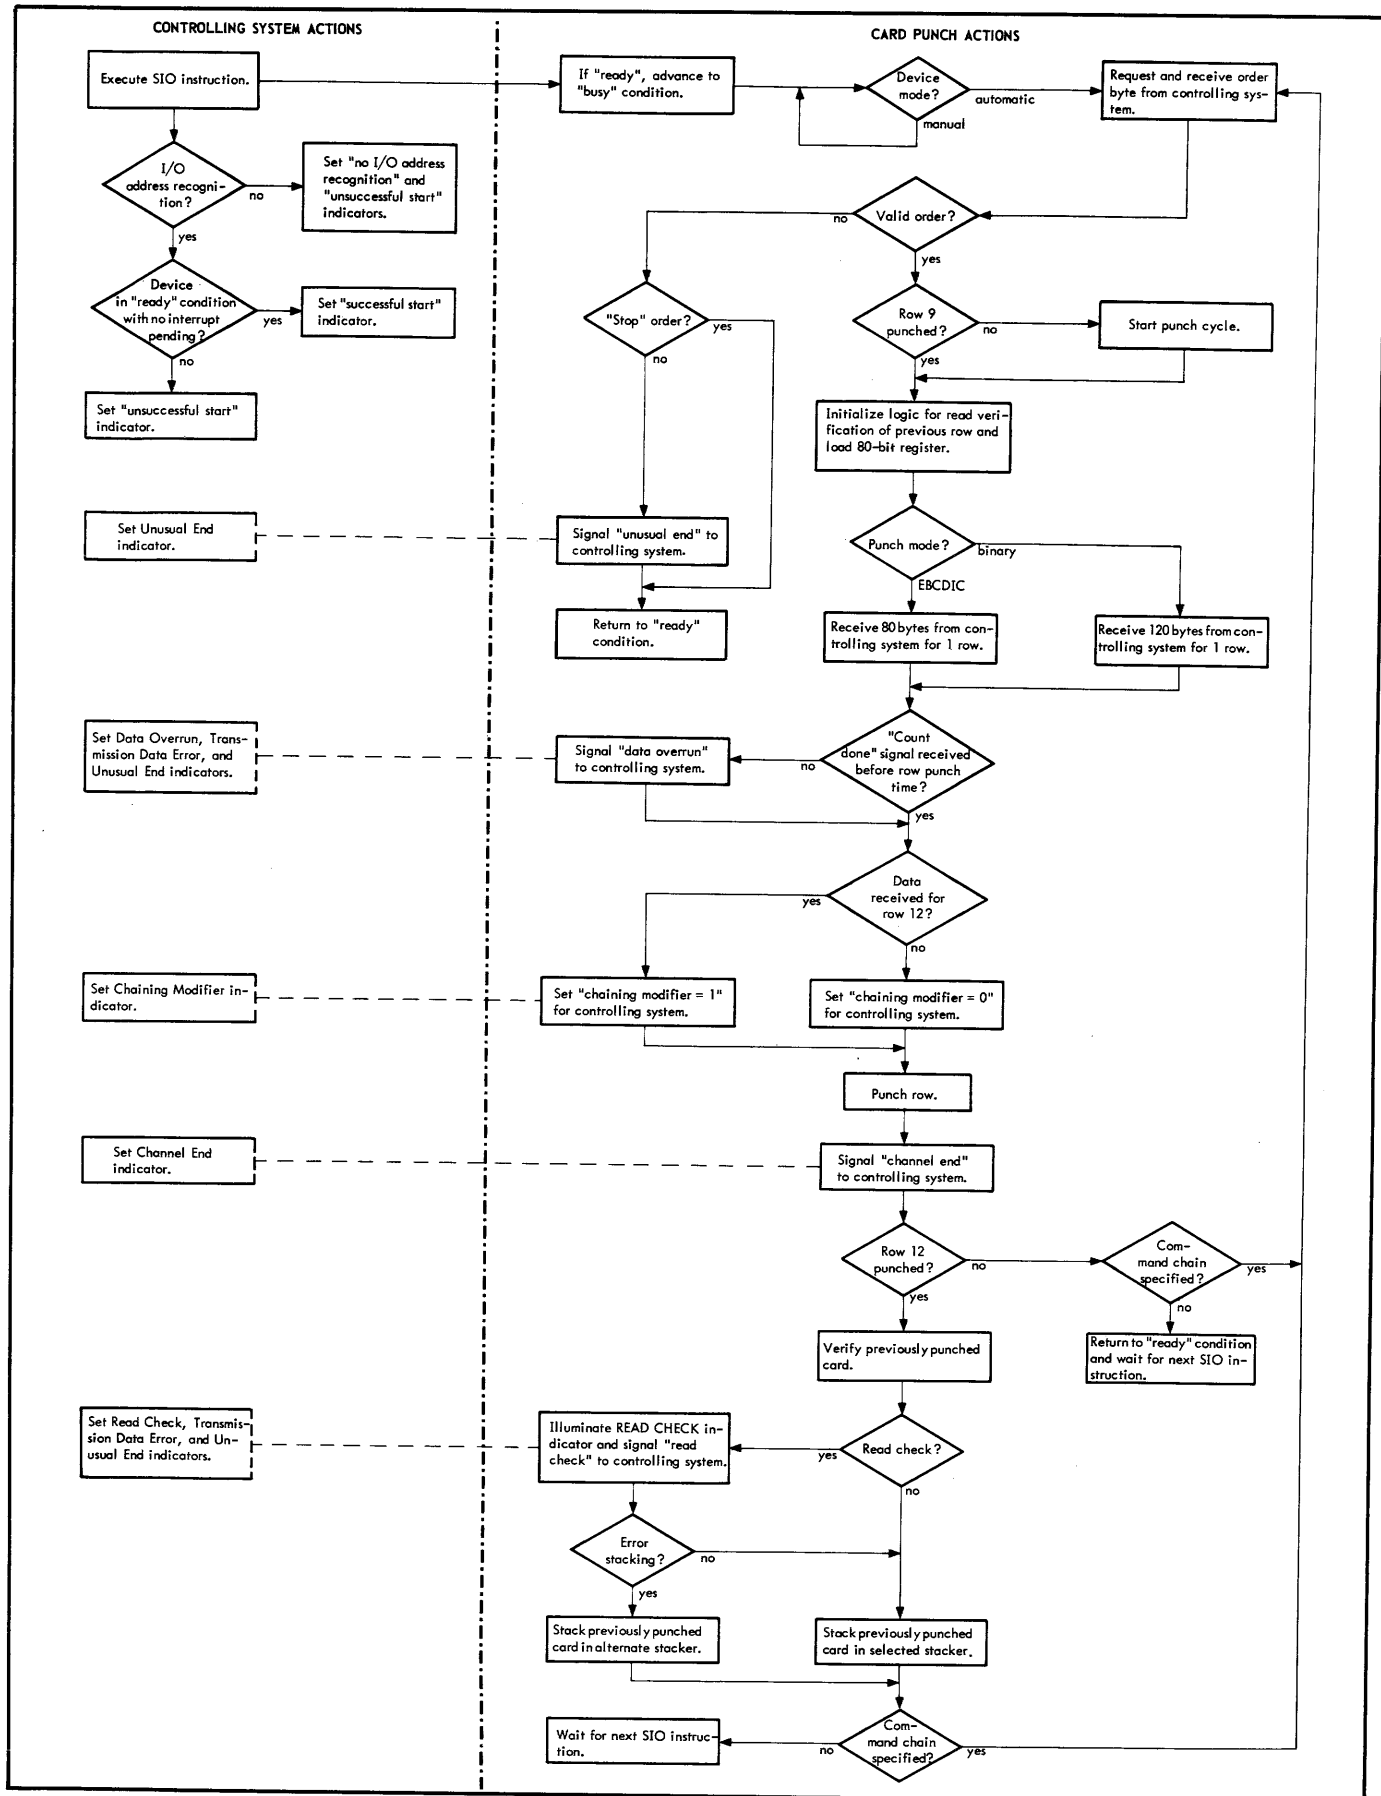 CONTROLLING SYSTEM ACTIONS
CARD PUNCH ACTIONS
Execute SIO instruction.
If "ready", advance to
"busy" condition.
Device
mode?
automatic
manual
Request and receive order
byte from controlling sys-
tem.
I/O
address recogni-
tion?
no
yes
Set "no I/O address
recognition" and
"unsuccessful start"
indicators.
Valid order?
no
yes
Device
in "ready" condition
with no interrupt
pending?
yes
no
Set "successful start"
indicator.
"Stop" order?
yes
no
Row 9
punched?
no
yes
Start punch cycle.
Set "unsuccessful start"
indicator.
Initialize logic for read veri-
fication of previous row and
load 80-bit register.
Set Unusual End
indicator.
Signal "unusual end" to
controlling system.
Punch mode?
binary
EBCDIC
Return to "ready"
condition.
Receive 80 bytes from con-
trolling system for 1 row.
Receive 120 bytes from con-
trolling system for 1 row.
Set Data Overrun, Trans-
mission Data Error, and
Unusual End indicators.
Signal "data overrun"
to controlling system.
"Count
done" signal received
before row punch
time?
no
yes
Data
received for
row 12?
yes
no
Set Chaining Modifier in-
dicator.
Set "chaining modifier = 1"
for controlling system.
Set "chaining modifier = 0"
for controlling system.
Punch row.
Set Channel End
indicator.
Signal "channel end"
to controlling system.
Row 12
punched?
no
yes
Com-
mand chain
specified?
yes
no
Verify previously punched
card.
Return to "ready" condition
and wait for next SIO in-
struction.
Set Read Check, Transmis-
sion Data Error, and Un-
usual End indicators.
Illuminate READ CHECK in-
dicator and signal "read
check" to controlling system.
Read check?
yes
no
Error
stacking?
no
yes
Stack previously punched
card in alternate stacker.
Stack previously punched
card in selected stacker.
Wait for next SIO instruc-
tion.
Com-
mand chain
specified?
no
yes